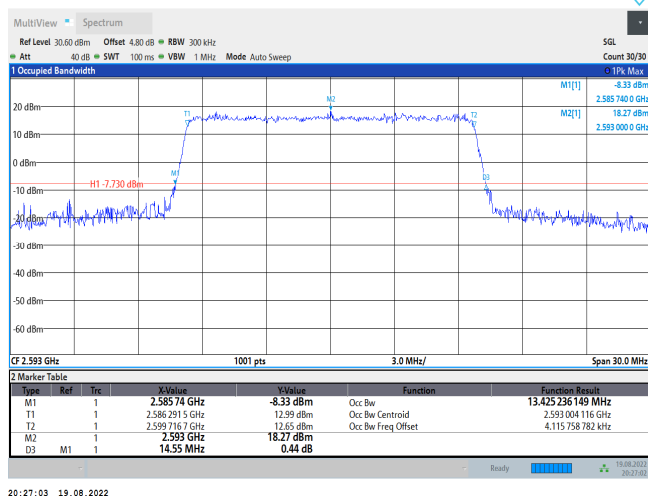 MultiView Spectrum
Ref Level 30.60 dBm Offset 4.80 dB RBW 300 kHz SGL
Att 40 dB SWT 100 ms VBW 1 MHz Mode Auto Sweep Count 30/30
1 Occupied Bandwidth 1Pk Max
M1[1] -8.33 dBm
2.585 740 0 GHz
M2[1] 18.27 dBm
2.593 000 0 GHz
M2
20 dBm
T1
T2
10 dBm
0 dBm
M1
D3
H1 -7.730 dBm
-10 dBm
-20 dBm
-30 dBm
-40 dBm
-50 dBm
-60 dBm
CF 2.593 GHz 1001 pts 3.0 MHz/ Span 30.0 MHz
2 Marker Table
Type Ref Trc X-Value Y-Value Function Function Result
M1 1 2.585 74 GHz -8.33 dBm Occ Bw 13.425 236 149 MHz
T1 1 2.586 291 5 GHz 12.99 dBm Occ Bw Centroid 2.593 004 116 GHz
T2 1 2.599 716 7 GHz 12.65 dBm Occ Bw Freq Offset 4.115 758 782 kHz
M2 1 2.593 GHz 18.27 dBm
D3 M1 1 14.55 MHz 0.44 dB
Ready 19.08.2022
20:27:02
20:27:03 19.08.2022